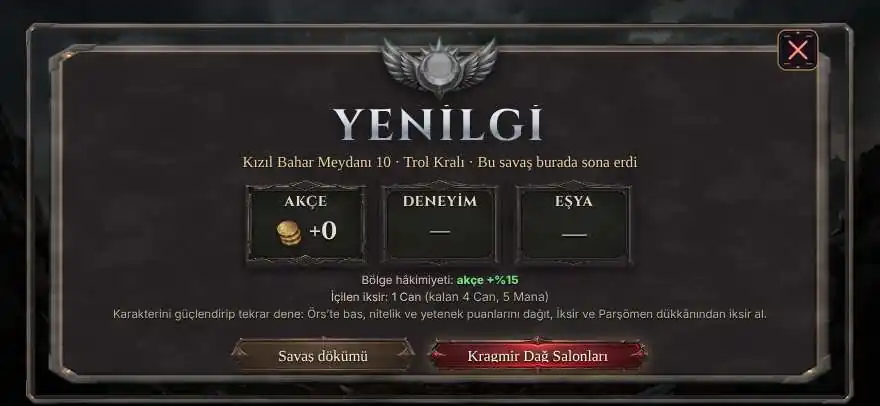 YENİLGİ
Kızıl Bahar Meydanı 10 · Trol Kralı · Bu savaş burada sona erdi
AKÇE
DENEYİM
EŞYA
+0
—
—
Bölge hâkimiyeti: akçe +%15
İçilen iksir: 1 Can (kalan 4 Can, 5 Mana)
Karakterini güçlendirip tekrar dene: Örs'te bas, nitelik ve yetenek puanlarını dağıt, İksir ve Parşömen dükkânından iksir al.
Savaş dökümü
Kragmir Dağ Salonları